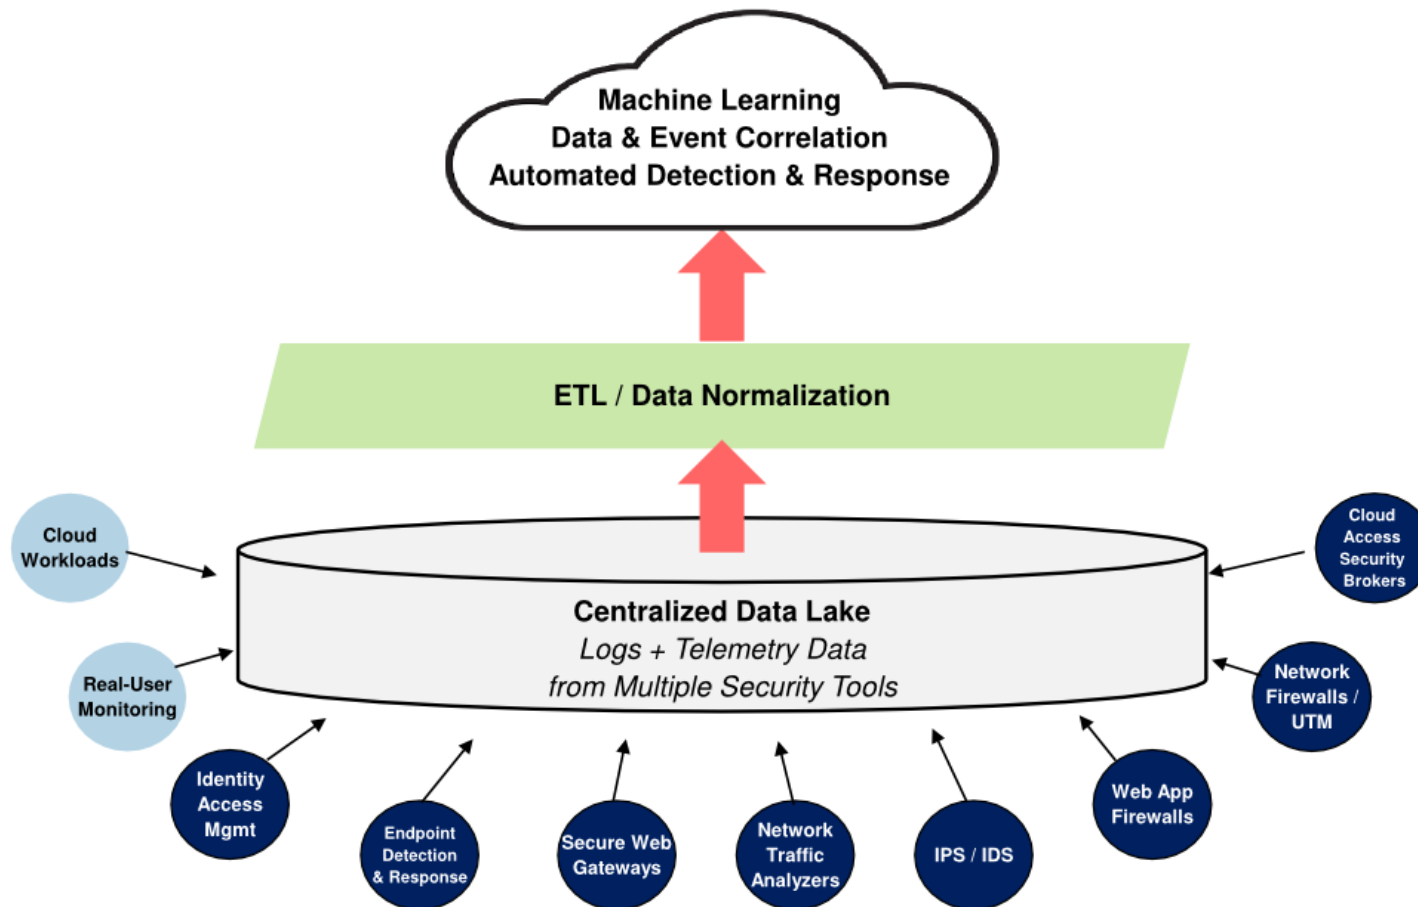 Machine Learning
Data & Event Correlation
Automated Detection & Response
ETL / Data Normalization
Centralized Data Lake
Logs + Telemetry Data
from Multiple Security Tools
Cloud
Workloads
Real-User
Monitoring
Identity
Access
Mgmt
Endpoint
Detection
& Response
Secure Web
Gateways
Network
Traffic
Analyzers
IPS / IDS
Web App
Firewalls
Network
Firewalls /
UTM
Cloud
Access
Security
Brokers